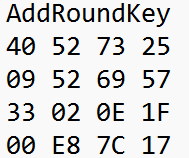 AddRoundKey
40 52 73 25
09 52 69 57
33 02 0E 1F
00 E8 7C 17